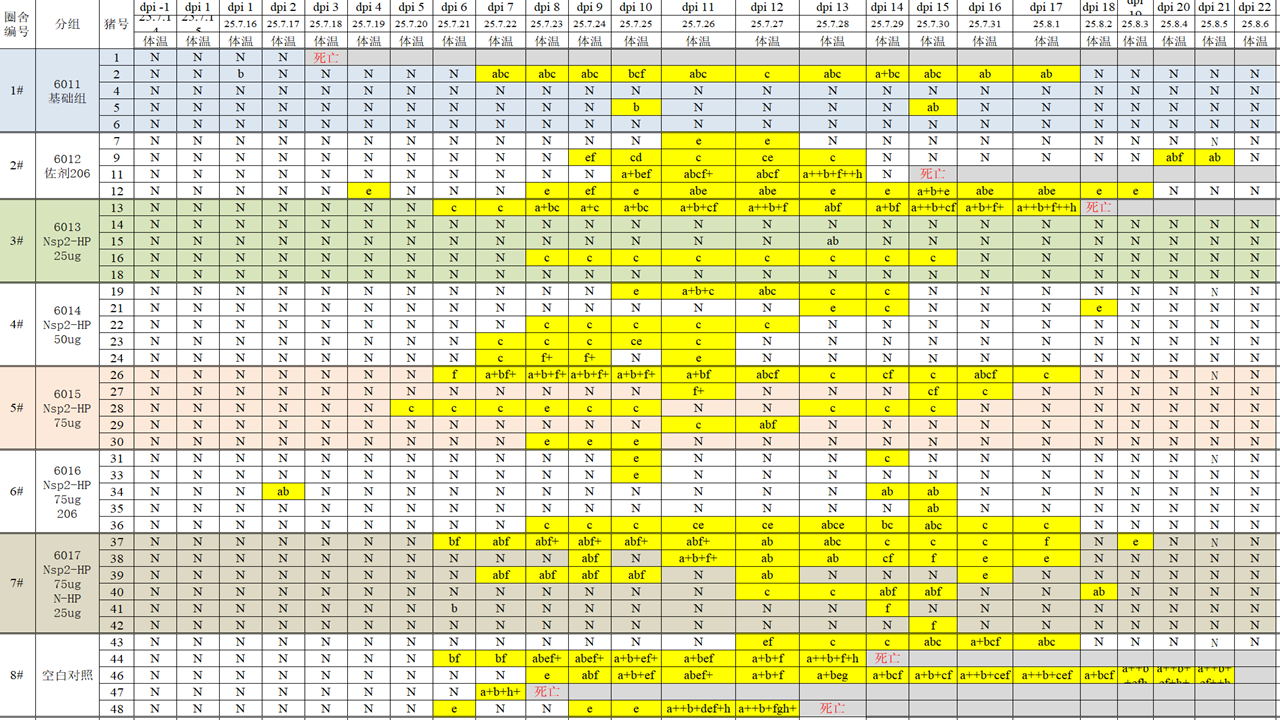 圈舍编号 分组 猪号 dpi -1 dpi 1 dpi 1 dpi 2 dpi 3 dpi 4 dpi 5 dpi 6 dpi 7 dpi 8 dpi 9 dpi 10 dpi 11 dpi 12 dpi 13 dpi 14 dpi 15 dpi 16 dpi 17 dpi 18 dpi dpi 20 dpi 21 dpi 22
25.7.16 25.7.17 25.7.18 25.7.19 25.7.20 25.7.21 25.7.22 25.7.23 25.7.24 25.7.25 25.7.26 25.7.27 25.7.28 25.7.29 25.7.30 25.7.31 25.8.1 25.8.2 25.8.3 25.8.4 25.8.5 25.8.6
体温 体温 体温 体温 体温 体温 体温 体温 体温 体温 体温 体温 体温 体温 体温 体温 体温 体温 体温 体温 体温 体温 体温 体温
1# 6011 基础组
1 N N N N 死亡
2 N N b N N N N N abc abc abc bcf abc c abc a+bc abc ab ab N N N N N
4 N N N N N N N N N N N N N N N N N N N N N N N N
5 N N N N N N N N N N N b N N N N ab N N N N N N N
6 N N N N N N N N N N N N N N N N N N N N N N N N
2# 6012 佐剂206
7 N N N N N N N N N N N N e e N N N N N N N N N N
9 N N N N N N N N N N ef cd c ce c N N N N N N abf ab N
11 N N N N N N N N N N N a+bef abcf+ abcf a++b+f++h N 死亡
12 N N N N N e N N N e ef e abe abe e e a+b+e abe abe e e N N N
3# 6013 Nsp2-HP 25ug
13 N N N N N N N c c a+bc a+c a+bc a+b+cf a++b+f abf a+bf a++b+cf a+b+f+ a++b+f++h 死亡
14 N N N N N N N N N N N N N N N N N N N N N N N N
15 N N N N N N N N N N N N N N ab N N N N N N N N N
16 N N N N N N N N N c c c c c c c c N N N N N N N
18 N N N N N N N N N N N N N N N N N N N N N N N N
4# 6014 Nsp2-HP 50ug
19 N N N N N N N N N N N e a+b+c abc c c N N N N N N N N
21 N N N N N N N N N N N N N N e c N N N e N N N N
22 N N N N N N N N N c c c c c N N N N N N N N N N
23 N N N N N N N N c c c ce c N N N N N N N N N N N
24 N N N N N N N N c f+ f+ N e N N N N N N N N N N N
5# 6015 Nsp2-HP 75ug
26 N N N N N N N f a+bf+ a+b+f+ a+b+f+ a+b+f+ a+bf abcf c cf c abcf c N N N N N
27 N N N N N N N N N N N N f+ N N N cf c N N N N N N
28 N N N N N N c c c e c c N N c c c N N N N N N N
29 N N N N N N N N N N N N c abf N N N N N N N N N N
30 N N N N N N N N N e e e N N N N N N N N N N N N
6# 6016 Nsp2-HP 75ug 206
31 N N N N N N N N N N N e N N N c N N N N N N N N
33 N N N N N N N N N N N e N N N N N N N N N N N N
34 N N N ab N N N N N N N N N N N ab ab N N N N N N N
35 N N N N N N N N N N N N N N N N ab N N N N N N N
36 N N N N N N N N N c c c ce ce abce bc abc c c N N N N N
7# 6017 Nsp2-HP 75ug N-HP 25ug
37 N N N N N N N bf abf abf+ abf+ abf+ abf+ ab abc c c c f N e N N N
38 N N N N N N N N N N abf N a+b+f+ ab ab cf f e e N N N N N
39 N N N N N N N N abf abf abf abf N ab N N N e N N N N N N
40 N N N N N N N N N N N N N c c abf abf N N ab N N N N
41 N N N N N N N b N N N N N N N f N N N N N N N N
42 N N N N N N N N N N N N N N N N f N N N N N N N
8# 空白对照
43 N N N N N N N N N N N N N ef c c abc a+bcf abc N N N N N
44 N N N N N N N bf bf abef+ abef+ a+b+ef+ a+bef a+b+f a++b+f+h 死亡
46 N N N N N N N N N e abf a+b+ef abef+ a+b+f a+beg a+bcf a+b+cf a+b+cef a++b+cef a+bcf
47 N N N N N N N N a+b+h+ 死亡
48 N N N N N N N e N N e e a++b+def+h a++b+fgh+ 死亡